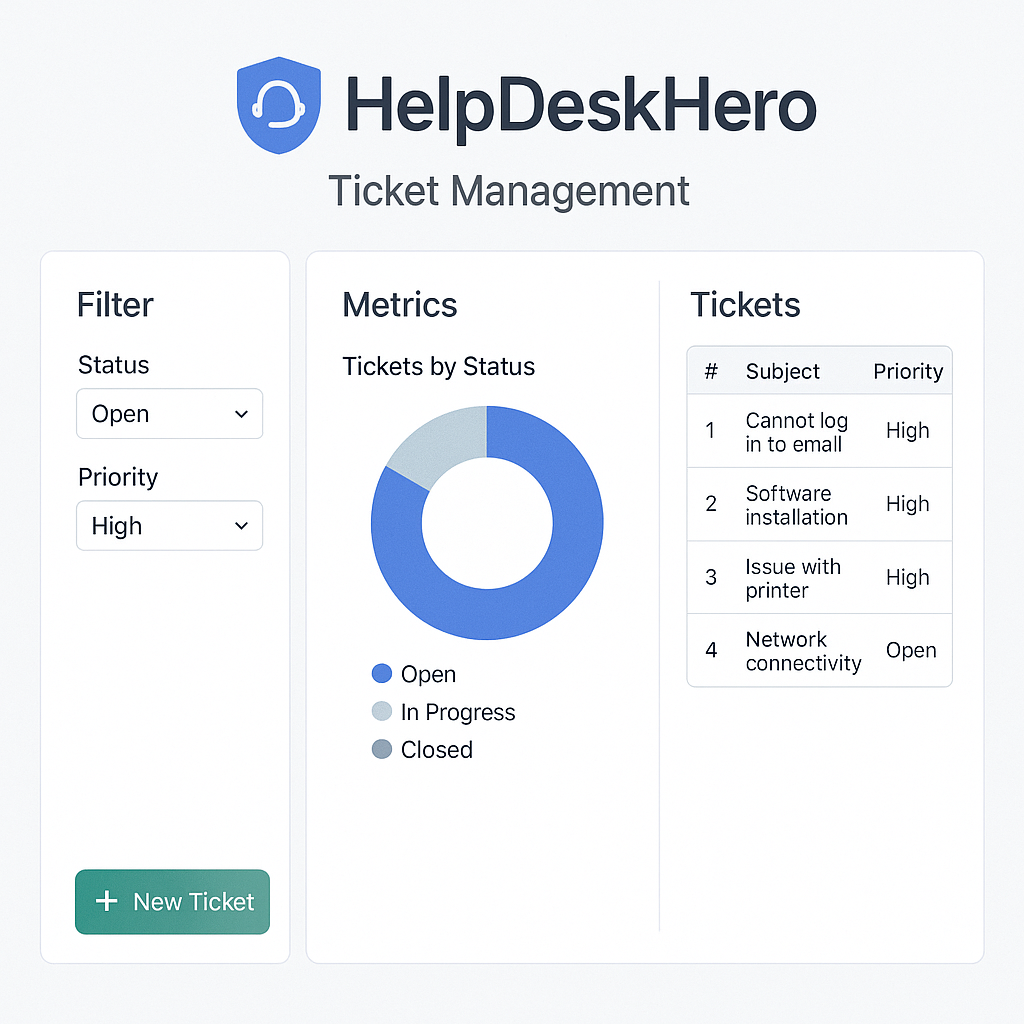 HelpDeskHero
Ticket Management
Filter
Status
Open
Priority
High
+ New Ticket
Metrics
Tickets by Status
Open
In Progress
Closed
Tickets
# Subject Priority
1 Cannot log High
in to emall
2 Software High
installation
3 Issue with High
printer
4 Network Open
connectivity